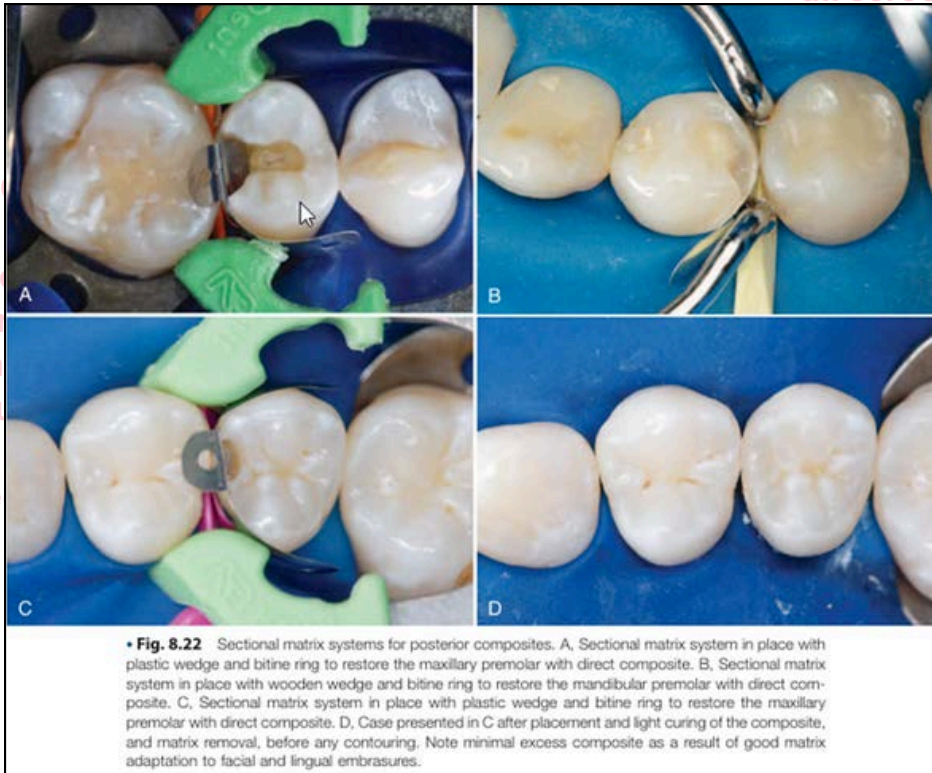 A
B
C
D
• Fig. 8.22 Sectional matrix systems for posterior composites. A, Sectional matrix system in place with
plastic wedge and bitine ring to restore the maxillary premolar with direct composite. B, Sectional matrix
system in place with wooden wedge and bitine ring to restore the mandibular premolar with direct com-
posite. C, Sectional matrix system in place with plastic wedge and bitine ring to restore the maxillary
premolar with direct composite. D, Case presented in C after placement and light curing of the composite,
and matrix removal, before any contouring. Note minimal excess composite as a result of good matrix
adaptation to facial and lingual embrasures.